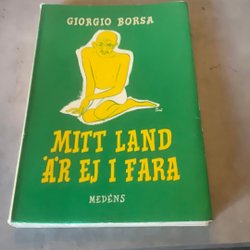 GIORGIO BORSA
MITT LAND
ÄR EJ I FARA
MEDÉNS